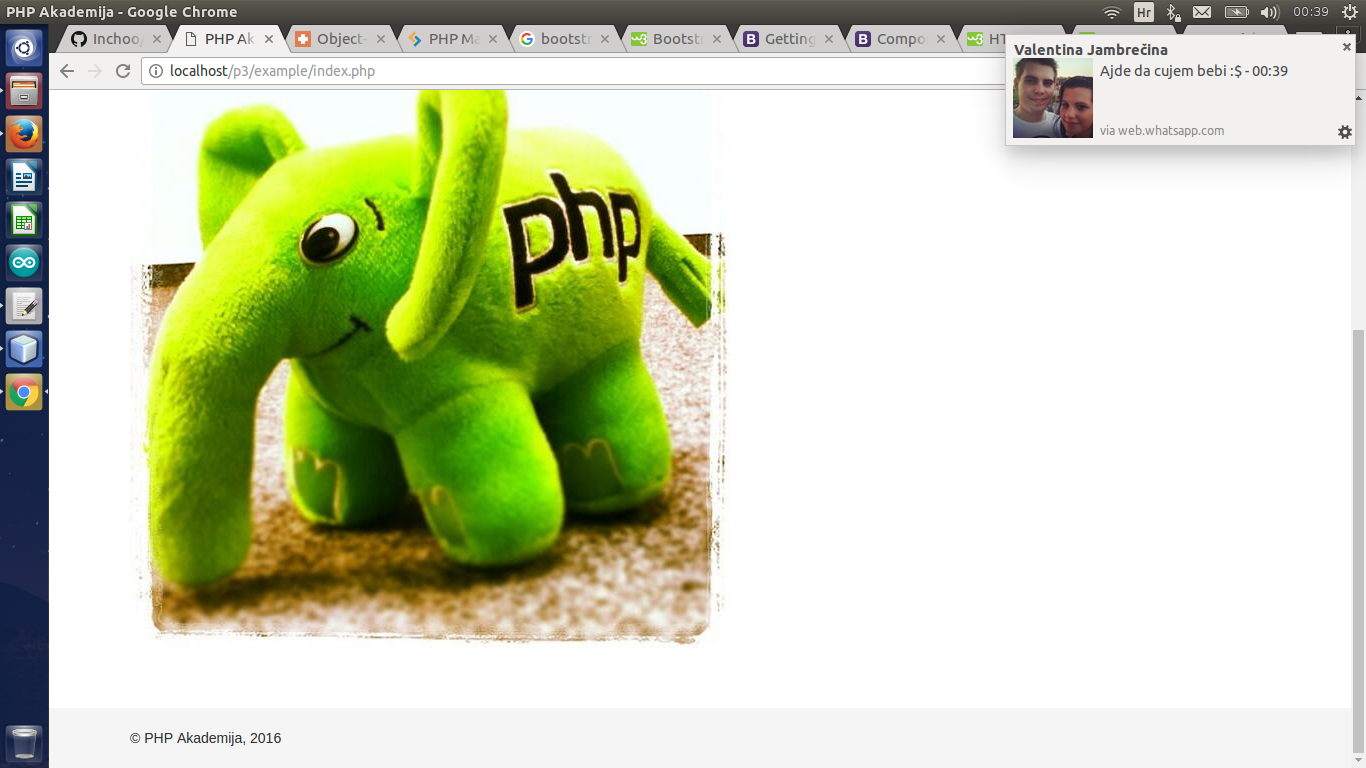 PHP Akademija - Google Chrome
Hr
00:39
Inchoo/
PHP Ak
Object-
PHP Ma
bootstr
Bootstr
Getting
Compo
HT
localhost/p3/example/index.php
Valentina Jambrečina
Ajde da cujem bebi :$ - 00:39
via web.whatsapp.com
php
© PHP Akademija, 2016